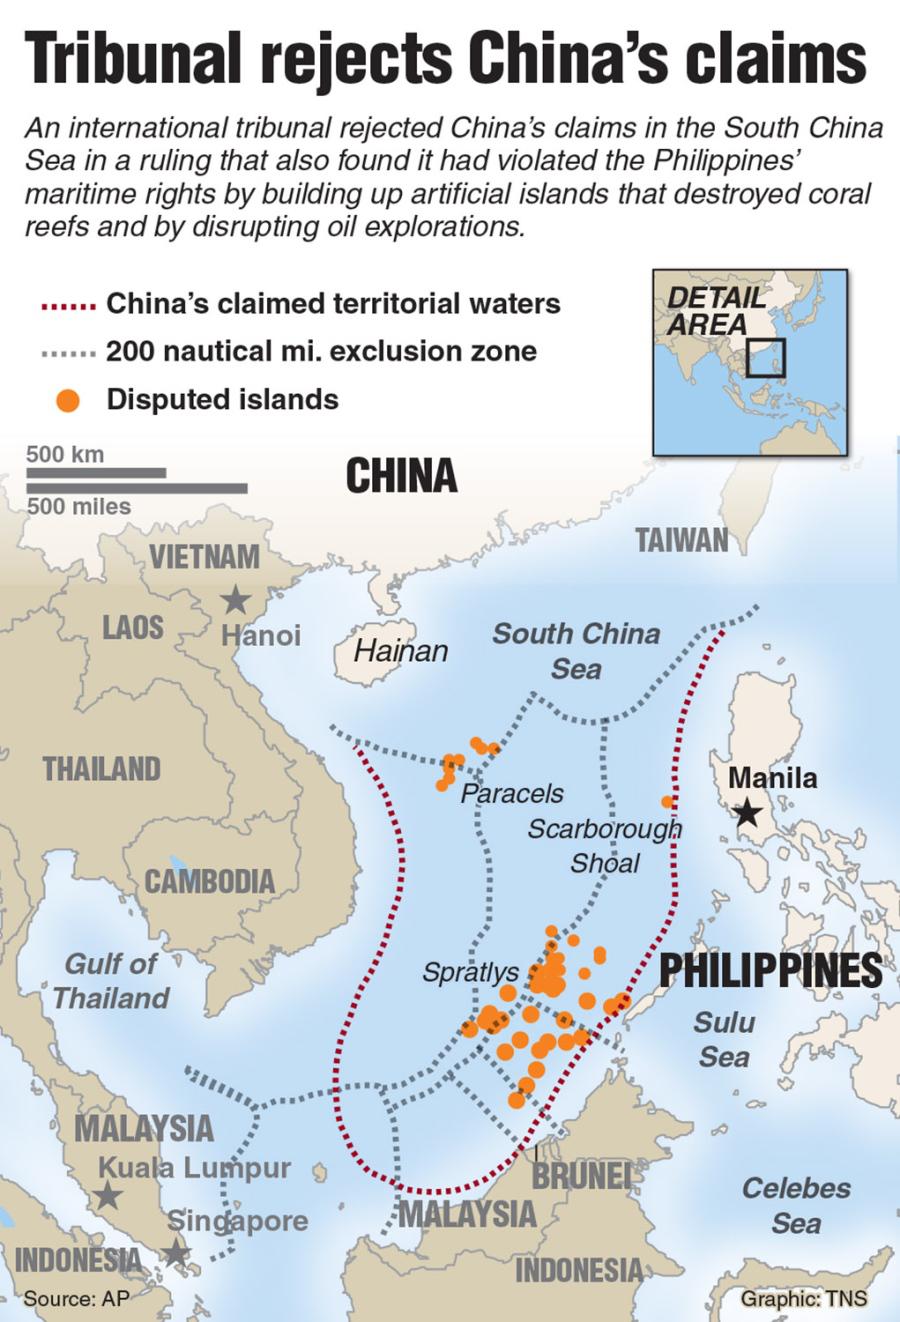 Tribunal rejects China's claims
An international tribunal rejected China's claims in the South China
Sea in a ruling that also found it had violated the Philippines'
maritime rights by building up artificial islands that destroyed coral
reefs and by disrupting oil explorations.
China's claimed territorial waters
200 nautical mi. exclusion zone
Disputed islands
DETAIL
AREA
500 km
500 miles
CHINA
TAIWAN
VIETNAM
Hanoi
LAOS
Hainan
South China
Sea
THAILAND
Paracels
Manila
Scarborough
Shoal
CAMBODIA
Gulf of
Thailand
Spratlys
PHILIPPINES
Sulu
Sea
MALAYSIA
Kuala Lumpur
Singapore
BRUNEI
MALAYSIA
Celebes
Sea
INDONESIA
INDONESIA
Source: AP
Graphic: TNS